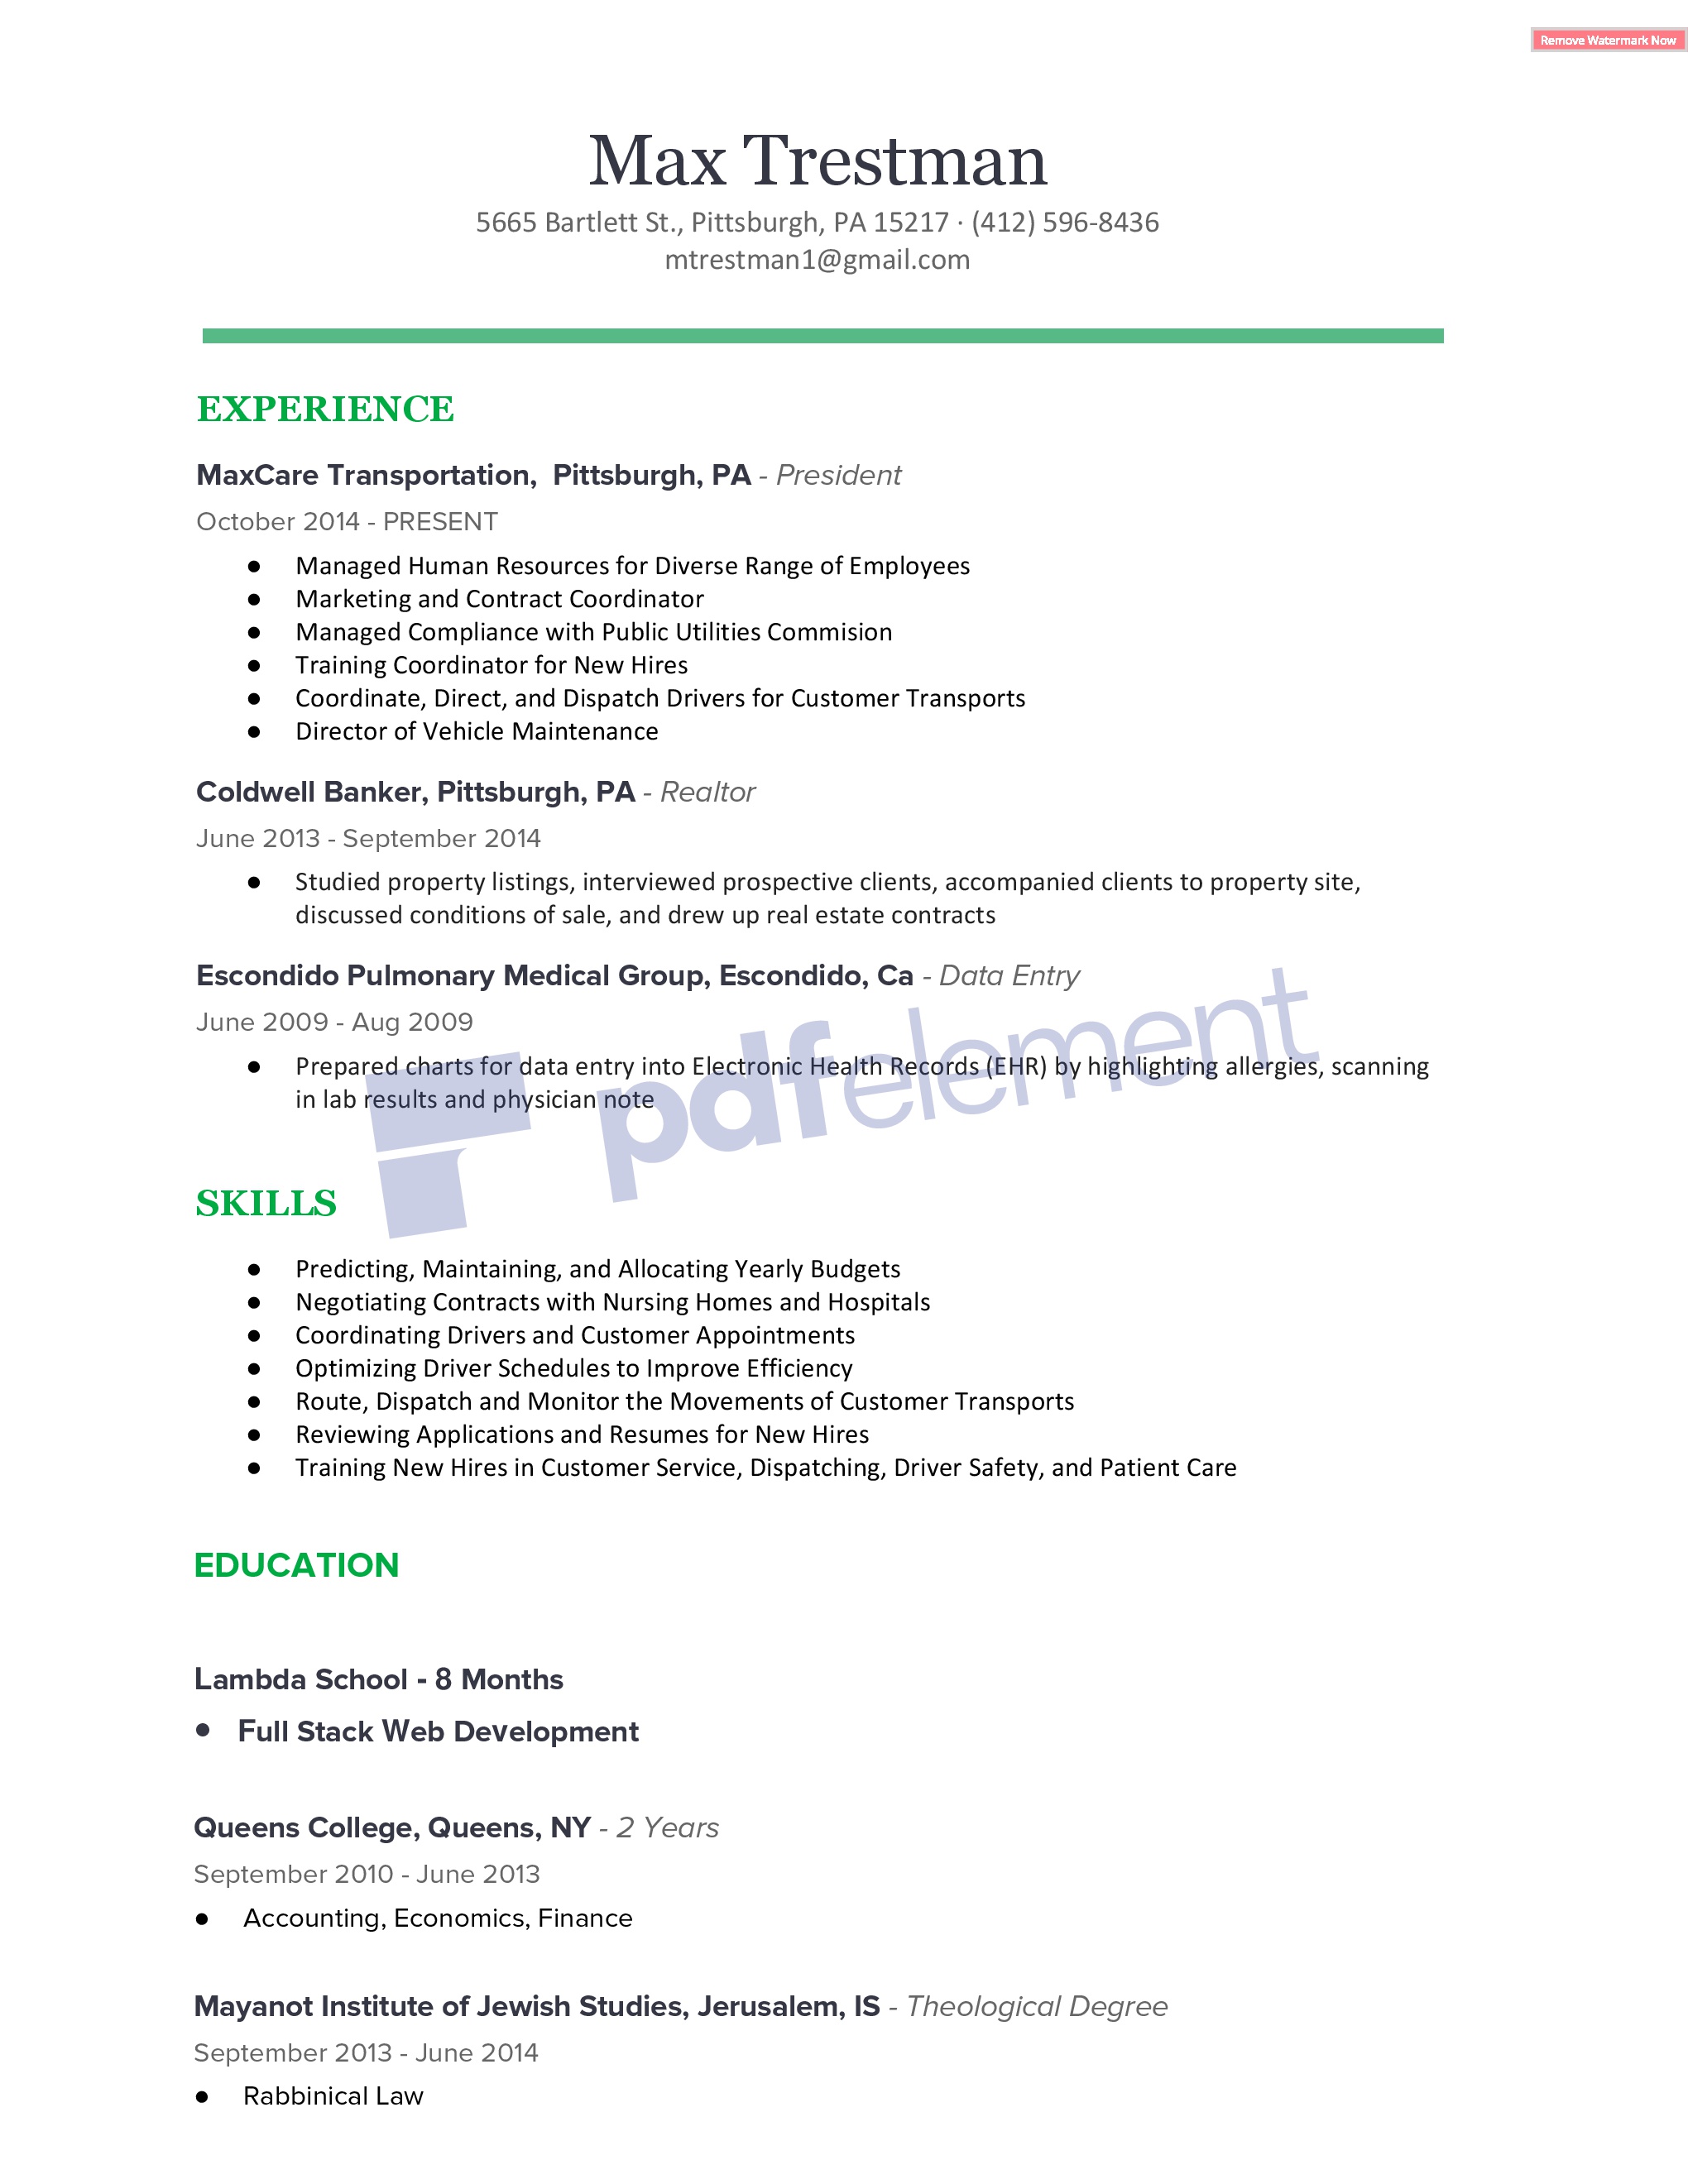 Remove Watermark Now
Max Trestman
5665 Bartlett St., Pittsburgh, PA 15217 · (412) 596-8436
mtrestman1@gmail.com
EXPERIENCE
MaxCare Transportation,  Pittsburgh, PA - President
October 2014 - PRESENT
● Managed Human Resources for Diverse Range of Employees
● Marketing and Contract Coordinator
● Managed Compliance with Public Utilities Commision
● Training Coordinator for New Hires
● Coordinate, Direct, and Dispatch Drivers for Customer Transports
● Director of Vehicle Maintenance
Coldwell Banker, Pittsburgh, PA - Realtor
June 2013 - September 2014
● Studied property listings, interviewed prospective clients, accompanied clients to property site,
discussed conditions of sale, and drew up real estate contracts
Escondido Pulmonary Medical Group, Escondido, Ca - Data Entry
June 2009 - Aug 2009
● Prepared charts for data entry into Electronic Health Records (EHR) by highlighting allergies, scanning
in lab results and physician note
pdfelement
SKILLS
● Predicting, Maintaining, and Allocating Yearly Budgets
● Negotiating Contracts with Nursing Homes and Hospitals
● Coordinating Drivers and Customer Appointments
● Optimizing Driver Schedules to Improve Efficiency
● Route, Dispatch and Monitor the Movements of Customer Transports
● Reviewing Applications and Resumes for New Hires
● Training New Hires in Customer Service, Dispatching, Driver Safety, and Patient Care
EDUCATION
Lambda School - 8 Months
● Full Stack Web Development
Queens College, Queens, NY - 2 Years
September 2010 - June 2013
● Accounting, Economics, Finance
Mayanot Institute of Jewish Studies, Jerusalem, IS - Theological Degree
September 2013 - June 2014
● Rabbinical Law